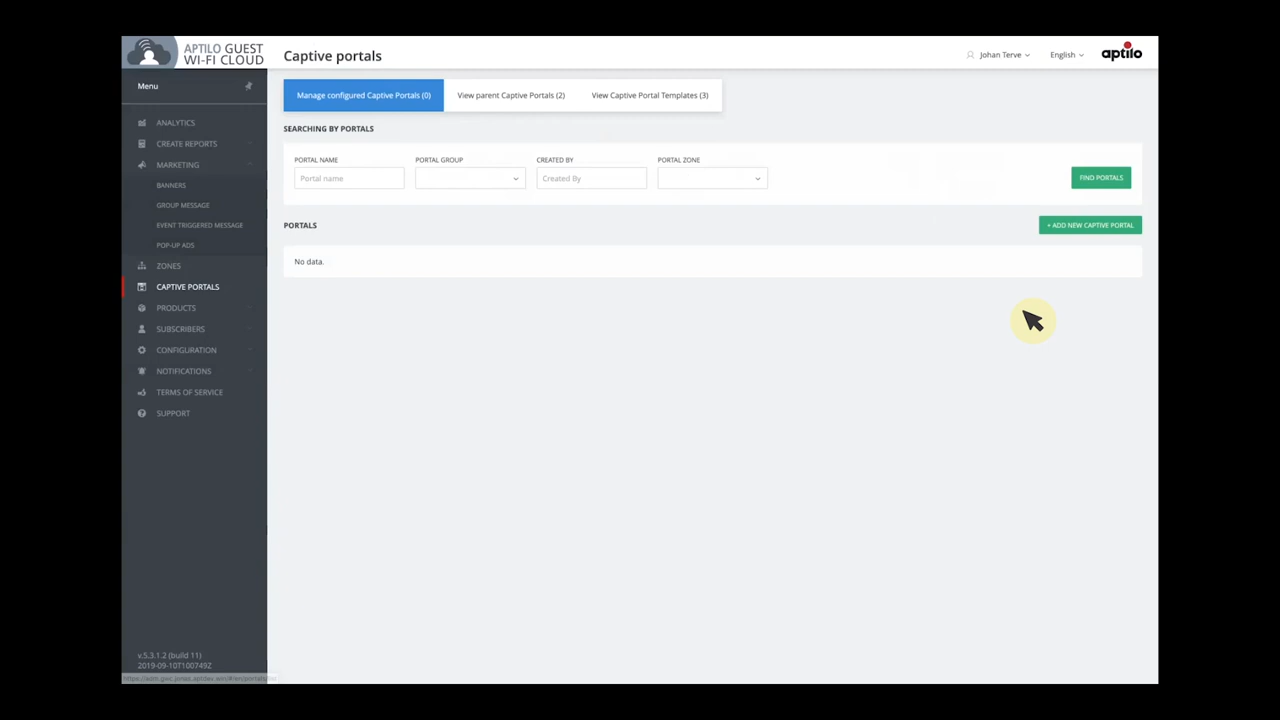 APTILO GUEST
WI-FI CLOUD
Captive portals
Johan Terve
English
aptilo
Menu
Manage configured Captive Portals (0)
View parent Captive Portals (2)
View Captive Portal Templates (3)
ANALYTICS
CREATE REPORTS
MARKETING
BANNERS
GROUP MESSAGE
EVENT TRIGGERED MESSAGE
POP-UP ADS
ZONES
CAPTIVE PORTALS
PRODUCTS
SUBSCRIBERS
CONFIGURATION
NOTIFICATIONS
TERMS OF SERVICE
SUPPORT
SEARCHING BY PORTALS
PORTAL NAME
PORTAL GROUP
CREATED BY
PORTAL ZONE
Portal name
Created By
FIND PORTALS
PORTALS
+ ADD NEW CAPTIVE PORTAL
No data.
v.5.3.1.2 (build 11)
2019-09-10T100749Z